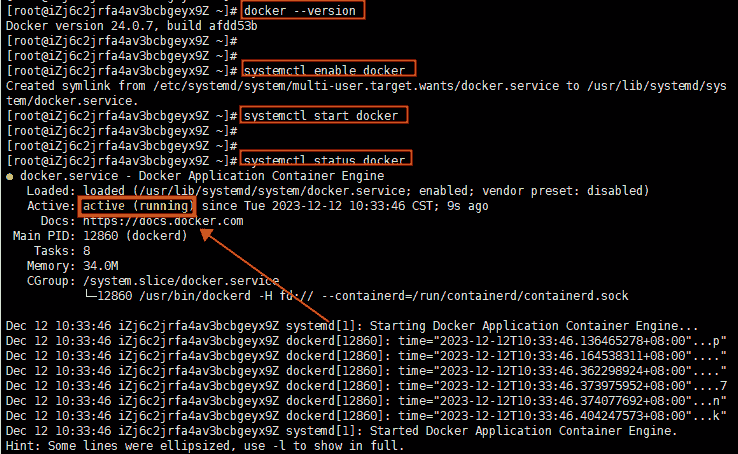 [root@iZj6c2jrfa4av3bcbgeyx9Z ~]# docker --version
Docker version 24.0.7, build afdd53b
[root@iZj6c2jrfa4av3bcbgeyx9Z ~]#
[root@iZj6c2jrfa4av3bcbgeyx9Z ~]#
[root@iZj6c2jrfa4av3bcbgeyx9Z ~]# systemctl enable docker
Created symlink from /etc/systemd/system/multi-user.target.wants/docker.service to /usr/lib/systemd/sys
tem/docker.service.
[root@iZj6c2jrfa4av3bcbgeyx9Z ~]# systemctl start docker
[root@iZj6c2jrfa4av3bcbgeyx9Z ~]#
[root@iZj6c2jrfa4av3bcbgeyx9Z ~]#
[root@iZj6c2jrfa4av3bcbgeyx9Z ~]# systemctl status docker
● docker.service - Docker Application Container Engine
   Loaded: loaded (/usr/lib/systemd/system/docker.service; enabled; vendor preset: disabled)
   Active: active (running) since Tue 2023-12-12 10:33:46 CST; 9s ago
     Docs: https://docs.docker.com
 Main PID: 12860 (dockerd)
    Tasks: 8
   Memory: 34.0M
   CGroup: /system.slice/docker.service
           └─12860 /usr/bin/dockerd -H fd:// --containerd=/run/containerd/containerd.sock
Dec 12 10:33:46 iZj6c2jrfa4av3bcbgeyx9Z systemd[1]: Starting Docker Application Container Engine...
Dec 12 10:33:46 iZj6c2jrfa4av3bcbgeyx9Z dockerd[12860]: time="2023-12-12T10:33:46.136465278+08:00"...p"
Dec 12 10:33:46 iZj6c2jrfa4av3bcbgeyx9Z dockerd[12860]: time="2023-12-12T10:33:46.164538311+08:00"...."
Dec 12 10:33:46 iZj6c2jrfa4av3bcbgeyx9Z dockerd[12860]: time="2023-12-12T10:33:46.362298924+08:00"...."
Dec 12 10:33:46 iZj6c2jrfa4av3bcbgeyx9Z dockerd[12860]: time="2023-12-12T10:33:46.373975952+08:00"....7
Dec 12 10:33:46 iZj6c2jrfa4av3bcbgeyx9Z dockerd[12860]: time="2023-12-12T10:33:46.374077692+08:00"...n"
Dec 12 10:33:46 iZj6c2jrfa4av3bcbgeyx9Z dockerd[12860]: time="2023-12-12T10:33:46.404247573+08:00"...k"
Dec 12 10:33:46 iZj6c2jrfa4av3bcbgeyx9Z systemd[1]: Started Docker Application Container Engine.
Hint: Some lines were ellipsized, use -l to show in full.